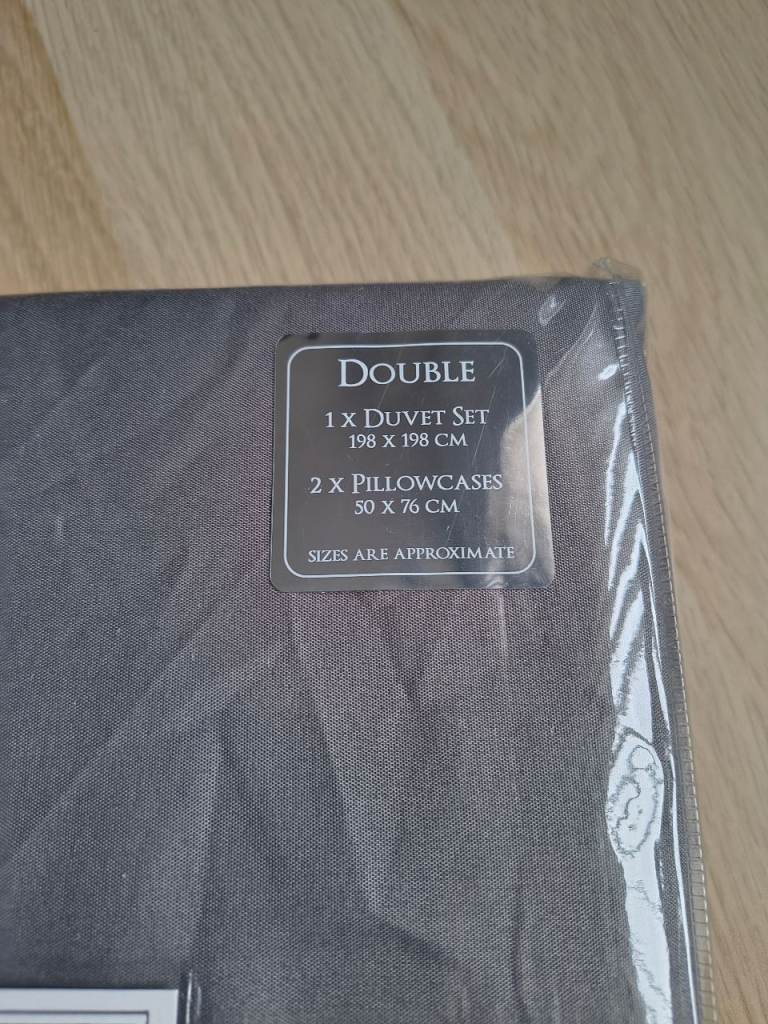 DOUBLE
1 X DUVET SET
198 X 198 CM
2 X PILLOWCASES
50 X 76 CM
SIZES ARE APPROXIMATE